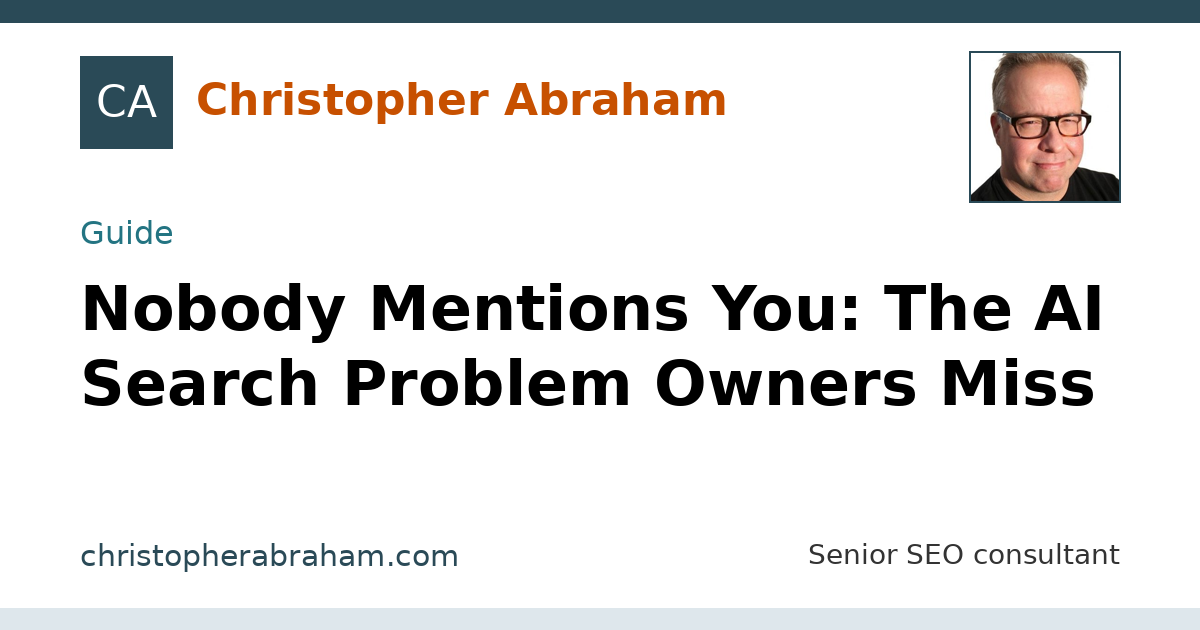 CA
Christopher Abraham
Guide
Nobody Mentions You: The AI
Search Problem Owners Miss
christopherabraham.com
Senior SEO consultant